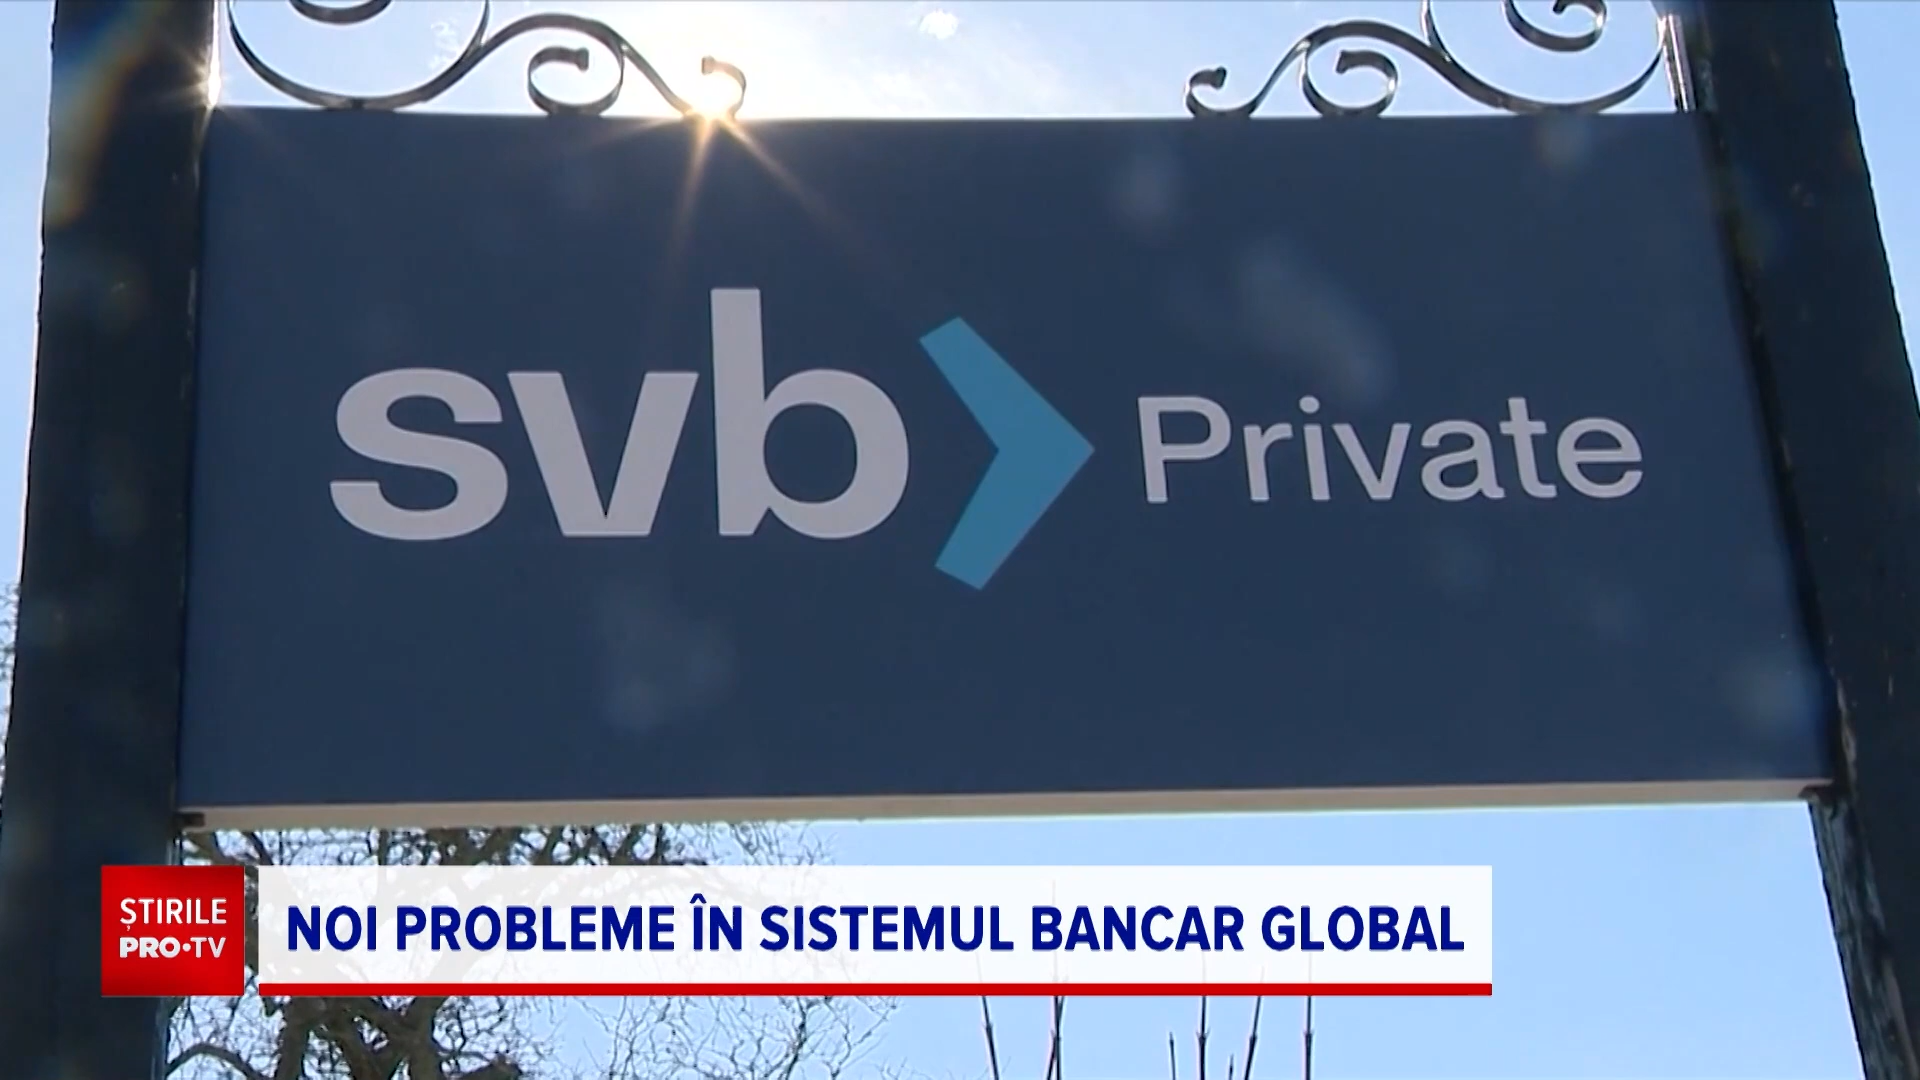 svb Private
ȘTIRILE
PRO•TV
NOI PROBLEME ÎN SISTEMUL BANCAR GLOBAL